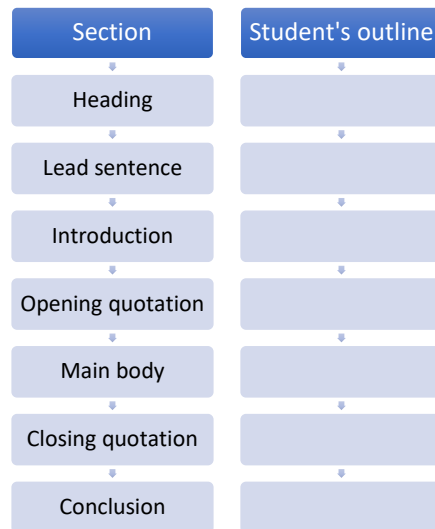 Section
Student's outline
Heading
Lead sentence
Introduction
Opening quotation
Main body
Closing quotation
Conclusion